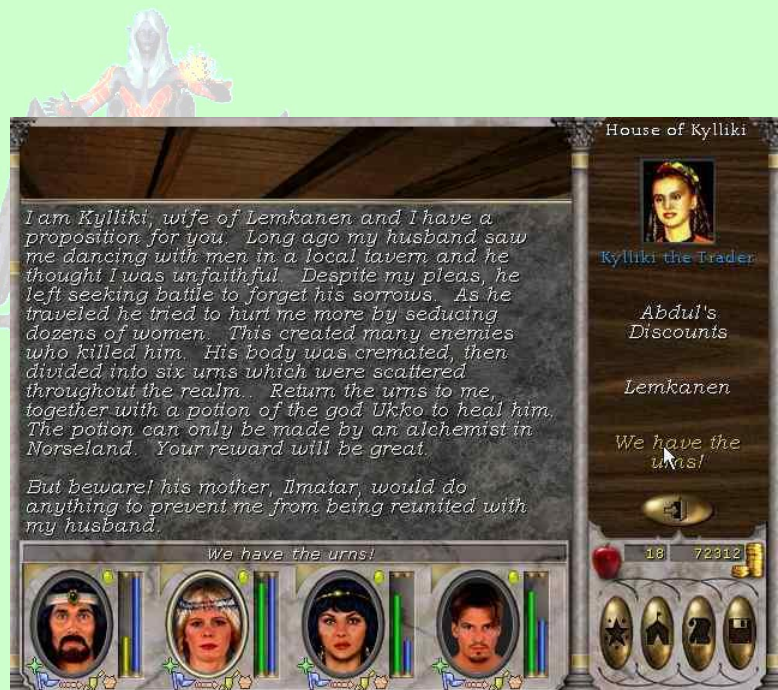 House of Kylliki
I am Kylliki, wife of Lemkanen and I have a
proposition for you.  Long ago my husband saw
me dancing with men in a local tavern and he
thought I was unfaithful.  Despite my pleas, he
left seeking battle to forget his sorrows.  As he
traveled he tried to hurt me more by seducing
dozens of women.  This created many enemies
who killed him.  His body was cremated, then
divided into six urns which were scattered
throughout the realm..  Return the urns to me,
together with a potion of the god Ukko to heal him.
The potion can only be made by an alchemist in
Norseland.  Your reward will be great.
But beware! his mother, Ilmatar, would do
anything to prevent me from being reunited with
my husband.
Kylliki the Trader
Abdul's
Discounts
Lemkanen
We have the
urns!
We have the urns!
18
72312